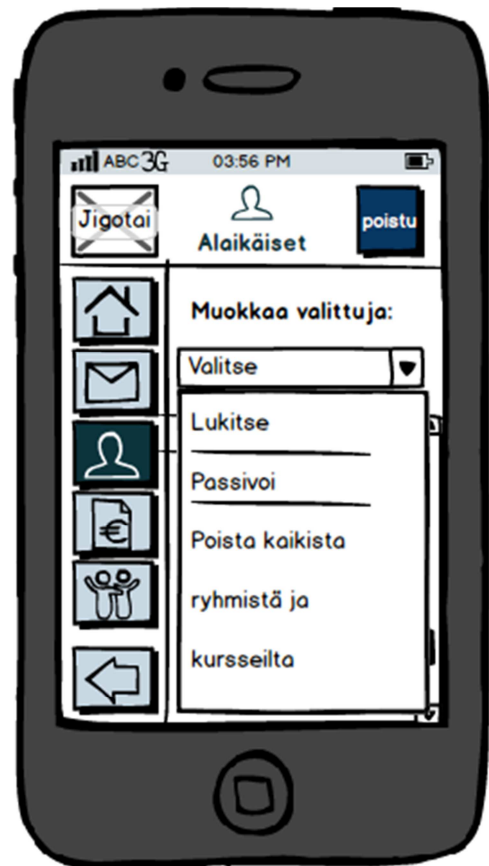 ABC 3G 03:56 PM
Jigotai
Alaikäiset
poistu
Muokkaa valittuja:
Valitse
Lukitse
Passivoi
Poista kaikista
ryhmistä ja
kursseilta
€